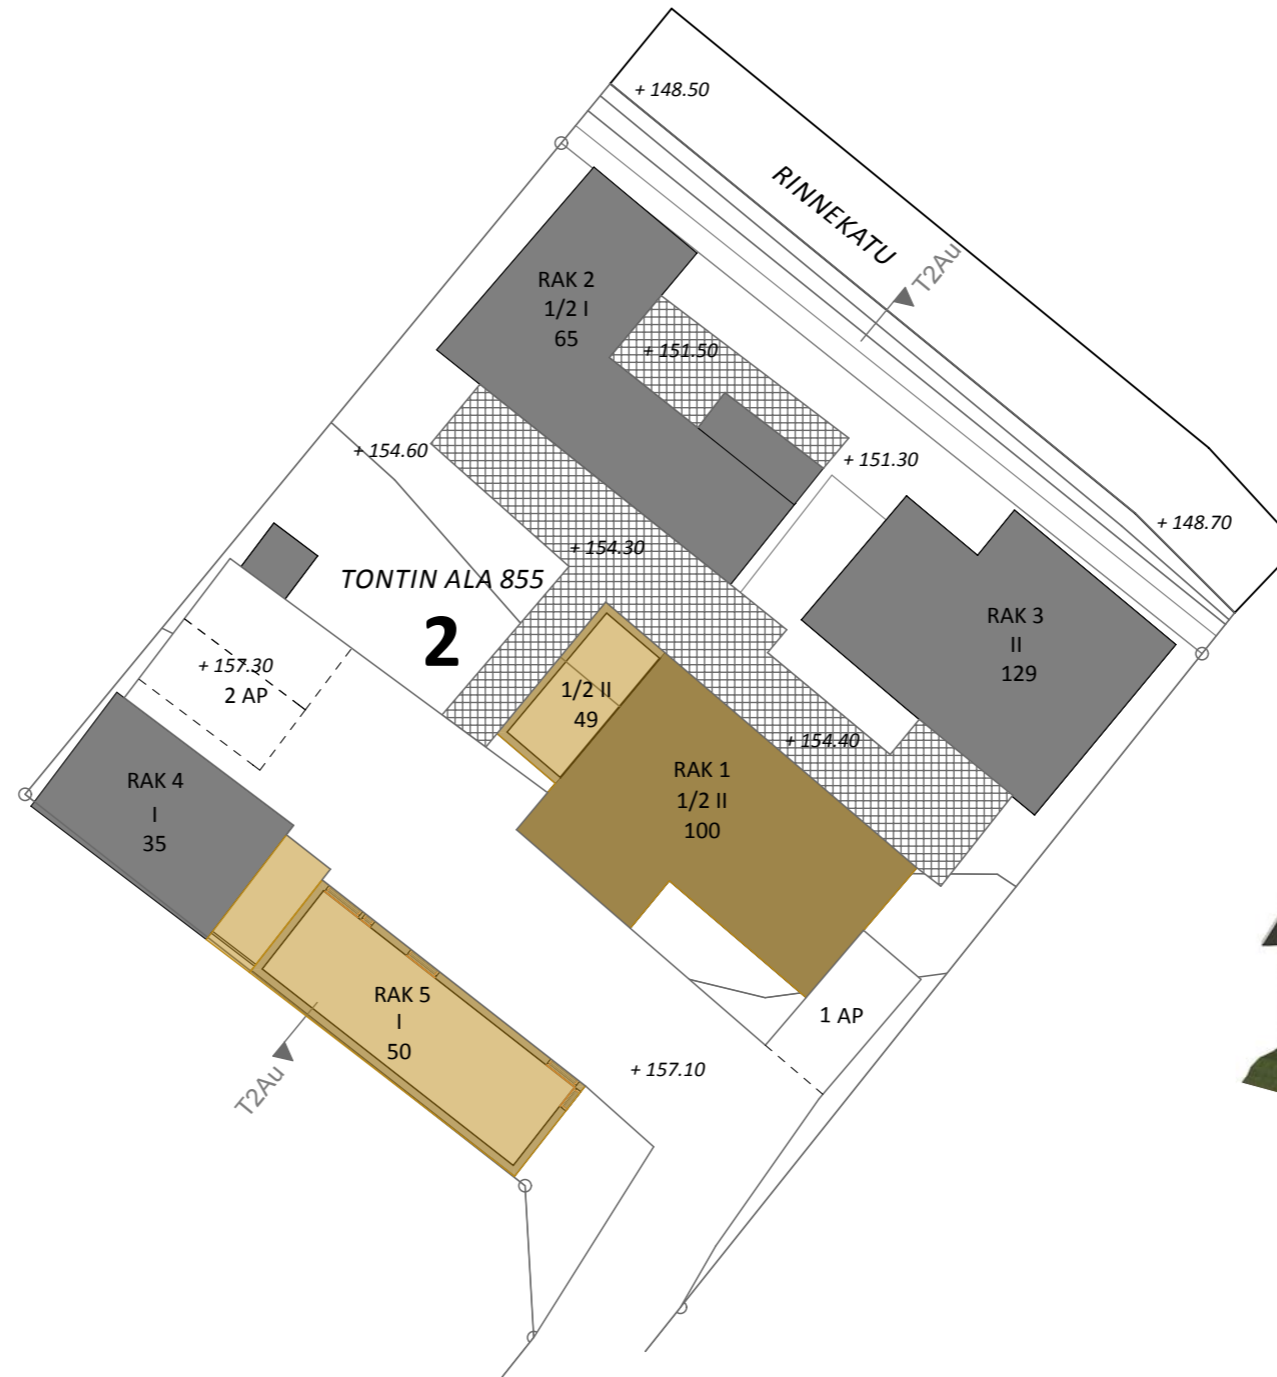 + 148.50
RINNEKATU
T2Au
RAK 2
1/2 I
65
+ 151.50
+ 154.60
+ 151.30
+ 148.70
+ 154.30
TONTIN ALA 855
2
RAK 3
II
129
+ 157.30
2 AP
1/2 II
49
+ 154.40
RAK 1
1/2 II
100
RAK 4
I
35
RAK 5
I
50
1 AP
+ 157.10
T2Au